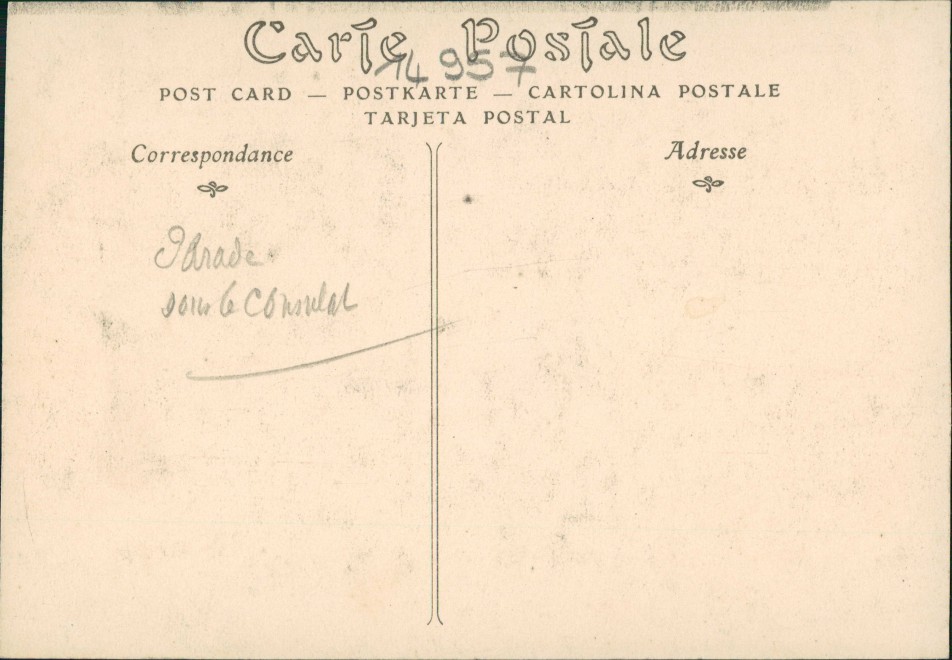 Carte Postale
14957
POST CARD — POSTKARTE — CARTOLINA POSTALE
TARJETA POSTAL
Correspondance
Adresse
Parade
sous le Consulat